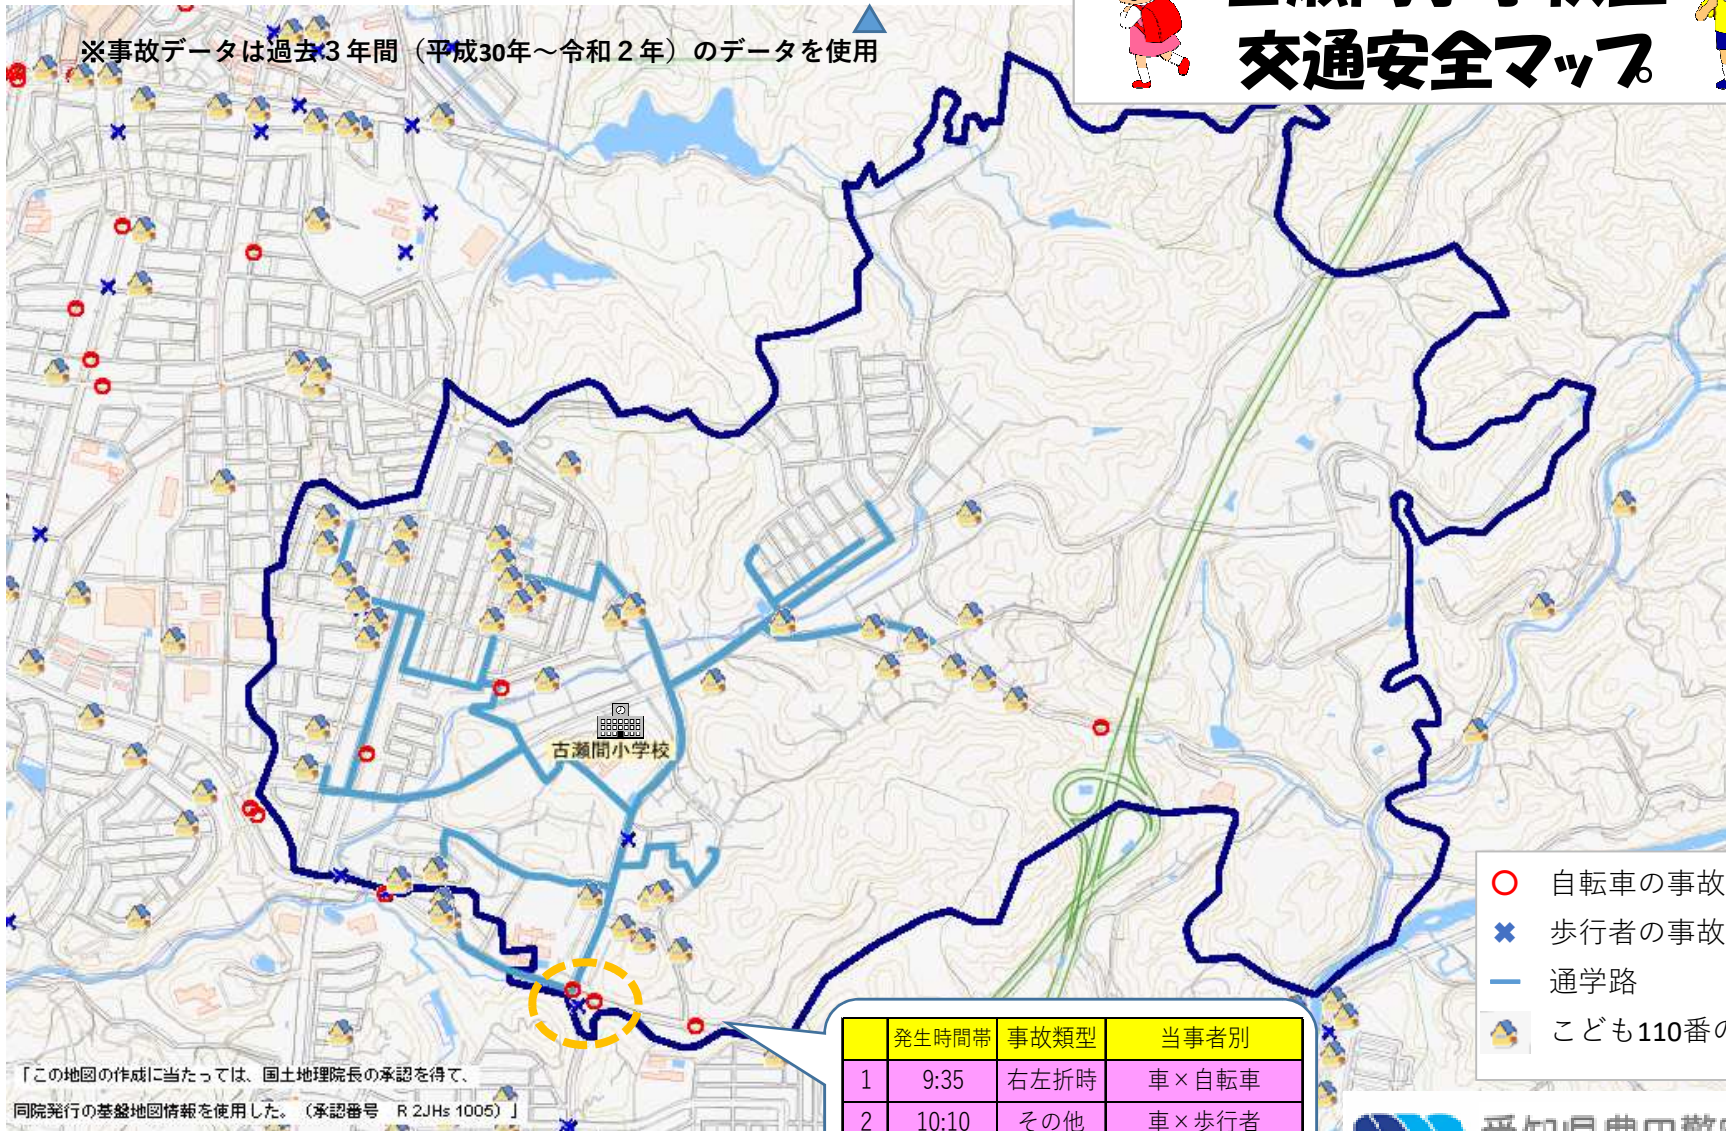 ※事故データは過去３年間（平成30年～令和２年）のデータを使用
交通安全マップ
古瀬間小学校
自転車の事故
歩行者の事故
通学路
こども110番の
発生時間帯 事故類型 当事者別
1 9:35 右左折時 車×自転車
2 10:10 その他 車×歩行者
「この地図の作成に当たっては、国土地理院長の承認を得て、
同院発行の基盤地図情報を使用した。（承認番号　R 2JHs 1005）」